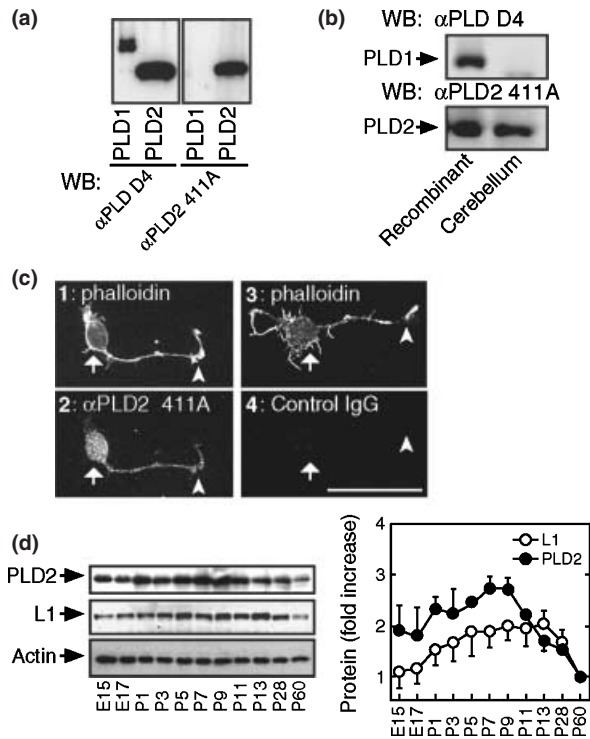 (a)
PLD1
PLD2
PLD1
PLD2
WB:
αPLD D4
αPLD2 411A
(b)
WB: αPLD D4
PLD1
WB: αPLD2 411A
PLD2
Recombinant
Cerebellum
(c)
1: phalloidin
3: phalloidin
2: αPLD2 411A
4: Control IgG
(d)
PLD2
L1
Actin
E15
E17
P1
P3
P5
P7
P9
P11
P13
P28
P60
Protein (fold increase)
4
3
2
1
L1
PLD2
E15
E17
P1
P3
P5
P7
P9
P11
P13
P28
P60